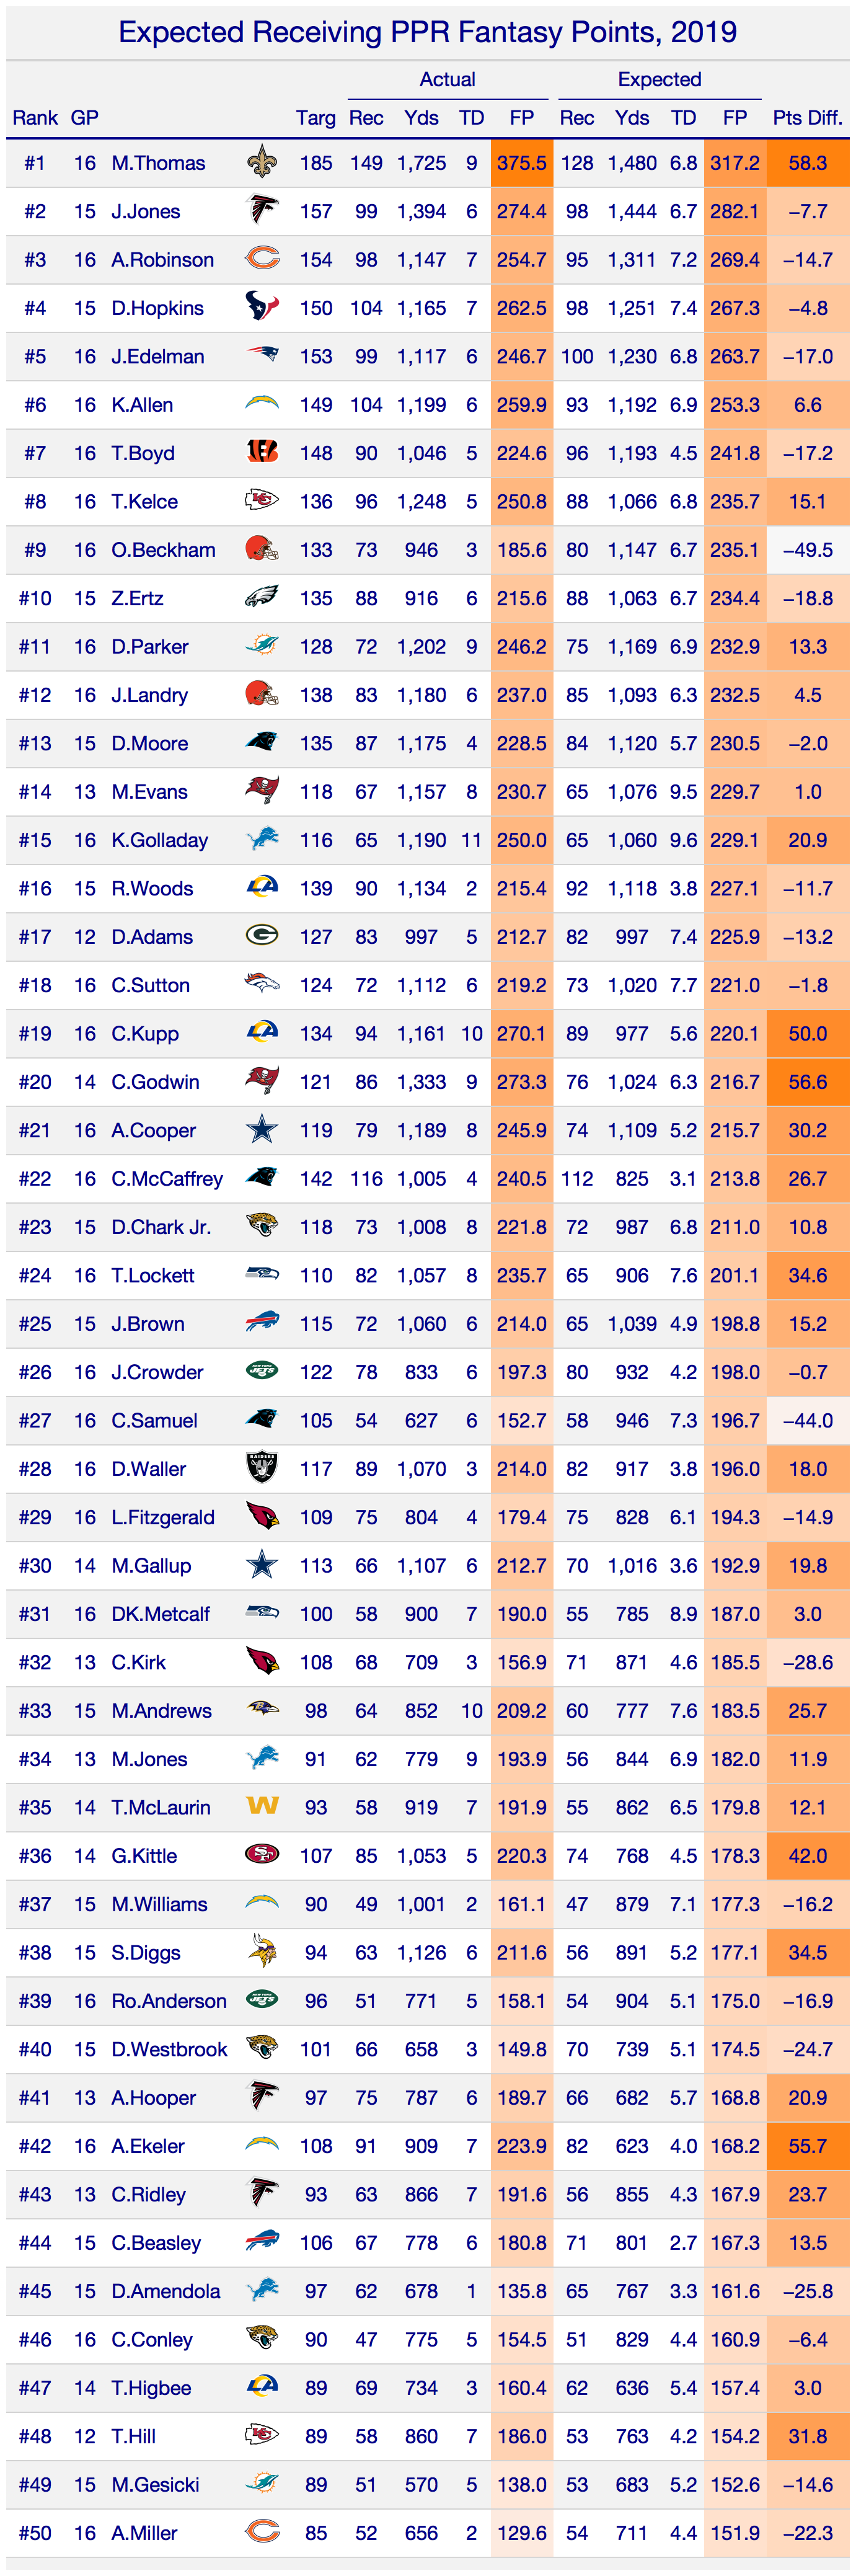 Expected Receiving PPR Fantasy Points, 2019
Actual Expected
Rank GP Targ Rec Yds TD FP Rec Yds TD FP Pts Diff.
#1 16 M.Thomas 185 149 1,725 9 375.5 128 1,480 6.8 317.2 58.3
#2 15 J.Jones 157 99 1,394 6 274.4 98 1,444 6.7 282.1 −7.7
#3 16 A.Robinson 154 98 1,147 7 254.7 95 1,311 7.2 269.4 −14.7
#4 15 D.Hopkins 150 104 1,165 7 262.5 98 1,251 7.4 267.3 −4.8
#5 16 J.Edelman 153 99 1,117 6 246.7 100 1,230 6.8 263.7 −17.0
#6 16 K.Allen 149 104 1,199 6 259.9 93 1,192 6.9 253.3 6.6
#7 16 T.Boyd 148 90 1,046 5 224.6 96 1,193 4.5 241.8 −17.2
#8 16 T.Kelce 136 96 1,248 5 250.8 88 1,066 6.8 235.7 15.1
#9 16 O.Beckham 133 73 946 3 185.6 80 1,147 6.7 235.1 −49.5
#10 15 Z.Ertz 135 88 916 6 215.6 88 1,063 6.7 234.4 −18.8
#11 16 D.Parker 128 72 1,202 9 246.2 75 1,169 6.9 232.9 13.3
#12 16 J.Landry 138 83 1,180 6 237.0 85 1,093 6.3 232.5 4.5
#13 15 D.Moore 135 87 1,175 4 228.5 84 1,120 5.7 230.5 −2.0
#14 13 M.Evans 118 67 1,157 8 230.7 65 1,076 9.5 229.7 1.0
#15 16 K.Golladay 116 65 1,190 11 250.0 65 1,060 9.6 229.1 20.9
#16 15 R.Woods 139 90 1,134 2 215.4 92 1,118 3.8 227.1 −11.7
#17 12 D.Adams 127 83 997 5 212.7 82 997 7.4 225.9 −13.2
#18 16 C.Sutton 124 72 1,112 6 219.2 73 1,020 7.7 221.0 −1.8
#19 16 C.Kupp 134 94 1,161 10 270.1 89 977 5.6 220.1 50.0
#20 14 C.Godwin 121 86 1,333 9 273.3 76 1,024 6.3 216.7 56.6
#21 16 A.Cooper 119 79 1,189 8 245.9 74 1,109 5.2 215.7 30.2
#22 16 C.McCaffrey 142 116 1,005 4 240.5 112 825 3.1 213.8 26.7
#23 15 D.Chark Jr. 118 73 1,008 8 221.8 72 987 6.8 211.0 10.8
#24 16 T.Lockett 110 82 1,057 8 235.7 65 906 7.6 201.1 34.6
#25 15 J.Brown 115 72 1,060 6 214.0 65 1,039 4.9 198.8 15.2
#26 16 J.Crowder JETS 122 78 833 6 197.3 80 932 4.2 198.0 −0.7
#27 16 C.Samuel 105 54 627 6 152.7 58 946 7.3 196.7 −44.0
#28 16 D.Waller RAIDERS 117 89 1,070 3 214.0 82 917 3.8 196.0 18.0
#29 16 L.Fitzgerald 109 75 804 4 179.4 75 828 6.1 194.3 −14.9
#30 14 M.Gallup 113 66 1,107 6 212.7 70 1,016 3.6 192.9 19.8
#31 16 DK.Metcalf 100 58 900 7 190.0 55 785 8.9 187.0 3.0
#32 13 C.Kirk 108 68 709 3 156.9 71 871 4.6 185.5 −28.6
#33 15 M.Andrews 98 64 852 10 209.2 60 777 7.6 183.5 25.7
#34 13 M.Jones 91 62 779 9 193.9 56 844 6.9 182.0 11.9
#35 14 T.McLaurin W 93 58 919 7 191.9 55 862 6.5 179.8 12.1
#36 14 G.Kittle SF 107 85 1,053 5 220.3 74 768 4.5 178.3 42.0
#37 15 M.Williams 90 49 1,001 2 161.1 47 879 7.1 177.3 −16.2
#38 15 S.Diggs 94 63 1,126 6 211.6 56 891 5.2 177.1 34.5
#39 16 Ro.Anderson JETS 96 51 771 5 158.1 54 904 5.1 175.0 −16.9
#40 15 D.Westbrook 101 66 658 3 149.8 70 739 5.1 174.5 −24.7
#41 13 A.Hooper 97 75 787 6 189.7 66 682 5.7 168.8 20.9
#42 16 A.Ekeler 108 91 909 7 223.9 82 623 4.0 168.2 55.7
#43 13 C.Ridley 93 63 866 7 191.6 56 855 4.3 167.9 23.7
#44 15 C.Beasley 106 67 778 6 180.8 71 801 2.7 167.3 13.5
#45 15 D.Amendola 97 62 678 1 135.8 65 767 3.3 161.6 −25.8
#46 16 C.Conley 90 47 775 5 154.5 51 829 4.4 160.9 −6.4
#47 14 T.Higbee 89 69 734 3 160.4 62 636 5.4 157.4 3.0
#48 12 T.Hill 89 58 860 7 186.0 53 763 4.2 154.2 31.8
#49 15 M.Gesicki 89 51 570 5 138.0 53 683 5.2 152.6 −14.6
#50 16 A.Miller 85 52 656 2 129.6 54 711 4.4 151.9 −22.3